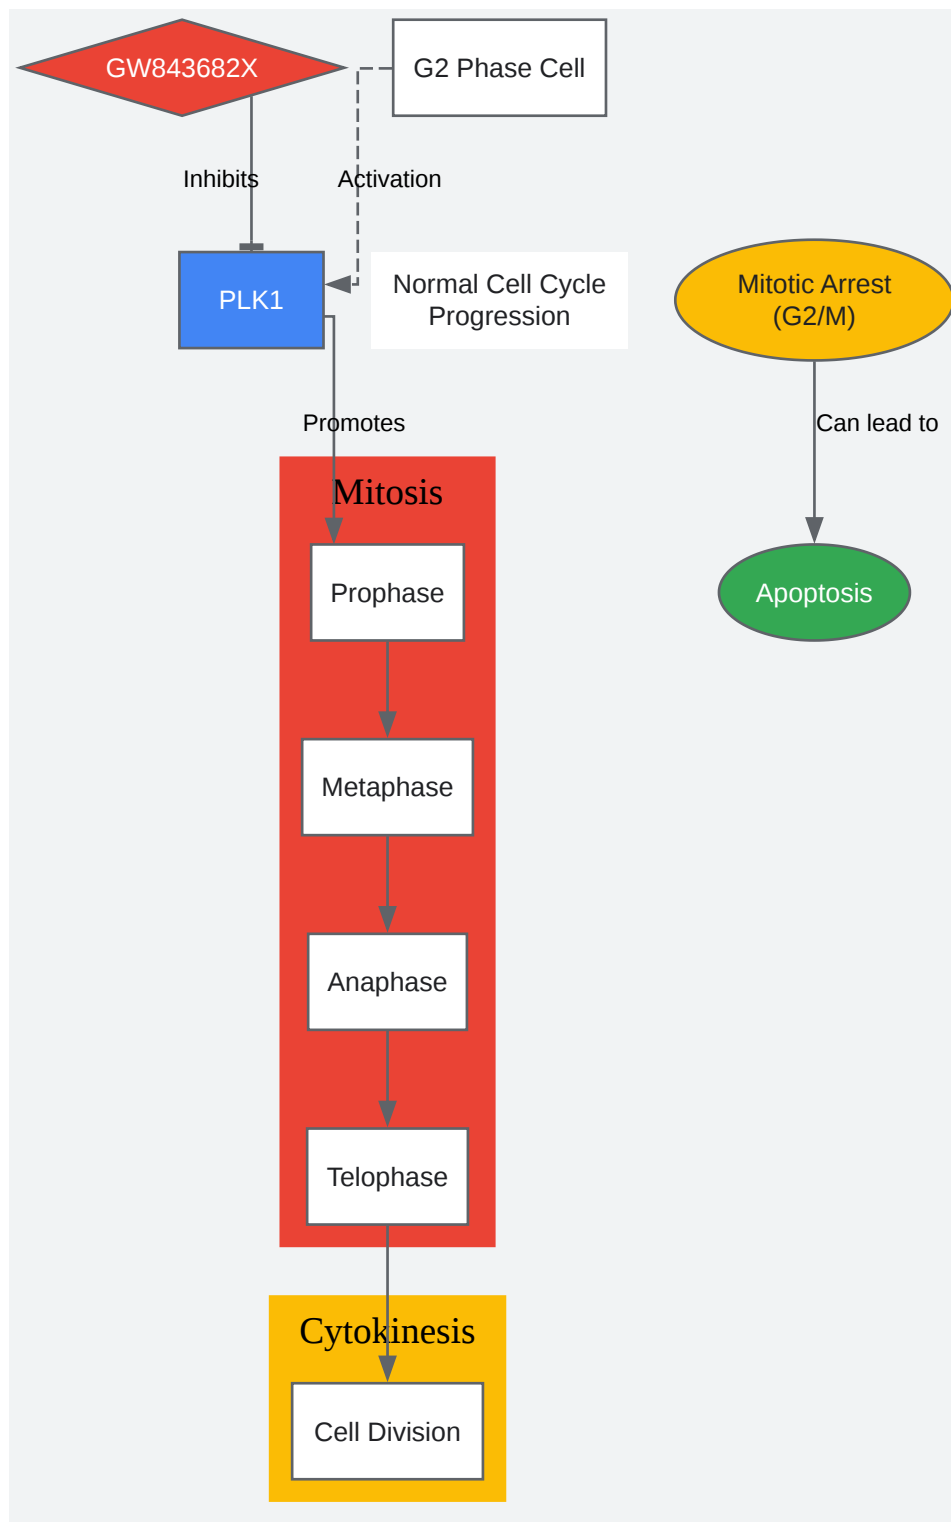 GW843682X
G2 Phase Cell
Inhibits
Activation
PLK1
Normal Cell Cycle
Progression
Mitotic Arrest
(G2/M)
Promotes
Can lead to
Mitosis
Prophase
Apoptosis
Metaphase
Anaphase
Telophase
Cytokinesis
Cell Division